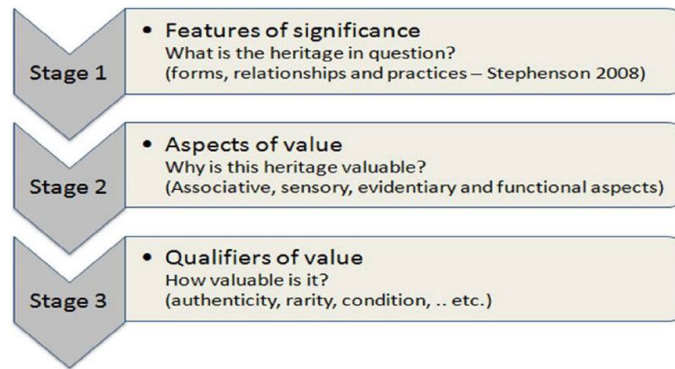 Stage 1
• Features of significance
What is the heritage in question?
(forms, relationships and practices – Stephenson 2008)
Stage 2
• Aspects of value
Why is this heritage valuable?
(Associative, sensory, evidentiary and functional aspects)
Stage 3
• Qualifiers of value
How valuable is it?
(authenticity, rarity, condition, .. etc.)